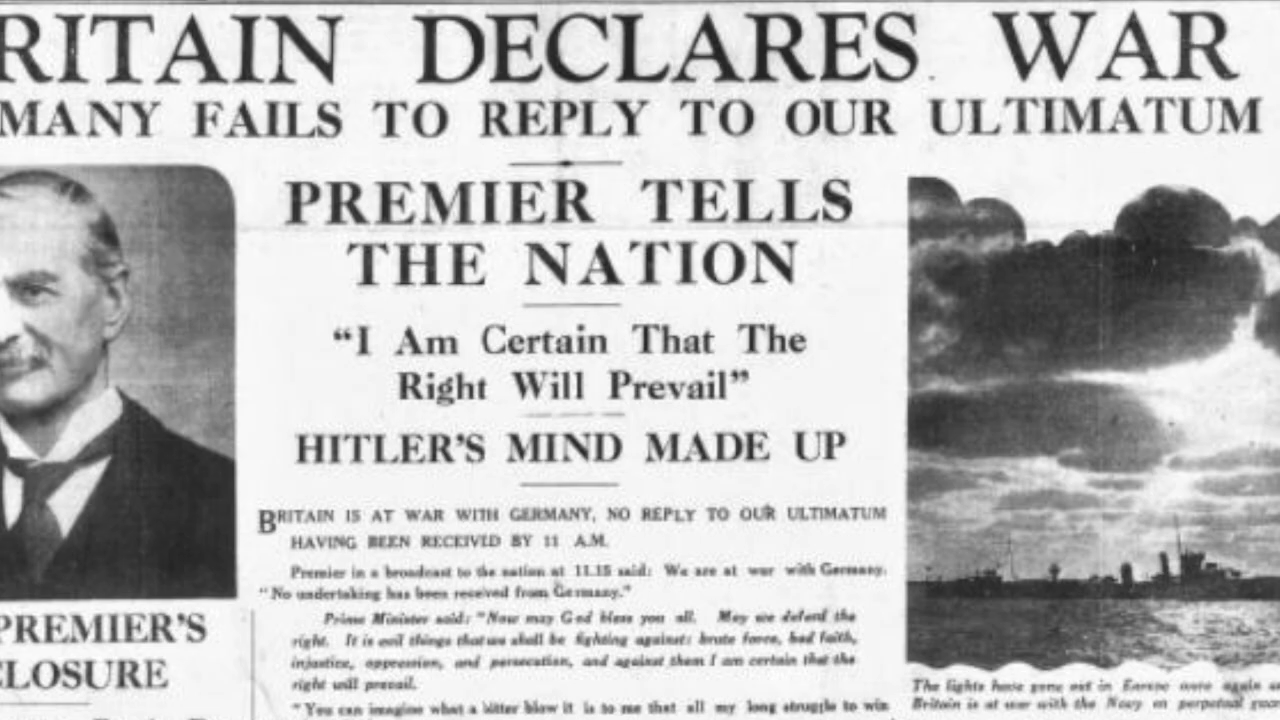 RITAIN DECLARES WAR
MANY FAILS TO REPLY TO OUR ULTIMATUM
PREMIER TELLS
THE NATION
“I Am Certain That The
Right Will Prevail”
HITLER'S MIND MADE UP
BRITAIN IS AT WAR WITH GERMANY, NO REPLY TO OUR ULTIMATUM
HAVING BEEN RECEIVED BY 11 A.M.
Premier in a broadcast to the nation at 11.15 said: We are at war with Germany.
“No undertaking has been received from Germany.”
Prime Minister said: “Now may God bless you all. May we defend the
right. It is evil things that we shall be fighting against: brute force, bad faith,
injustice, oppression, and persecution, and against them I am certain that the
right will prevail.
“You can imagine what a bitter blow it is to me that all my long struggle to win
PREMIER'S
CLOSURE
The lights have gone out in Europe once again
Britain is at war with the Navy on perpetual